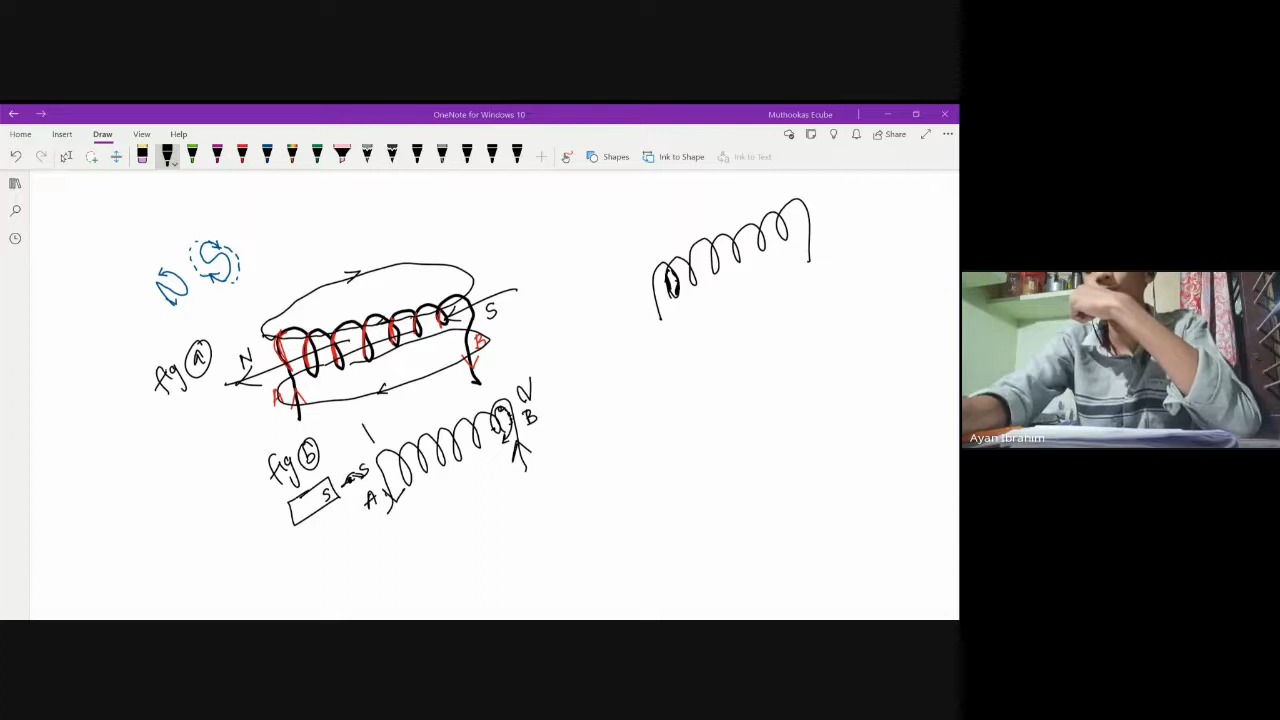 OneNote for Windows 10
Muthookas Ecube
Home Insert Draw View Help
Share
Shapes
Ink to Shape
Ink to Text
N S
S
N
B
fig a
A
N
B
fig b
S
S
A
Ayan Ibrahim